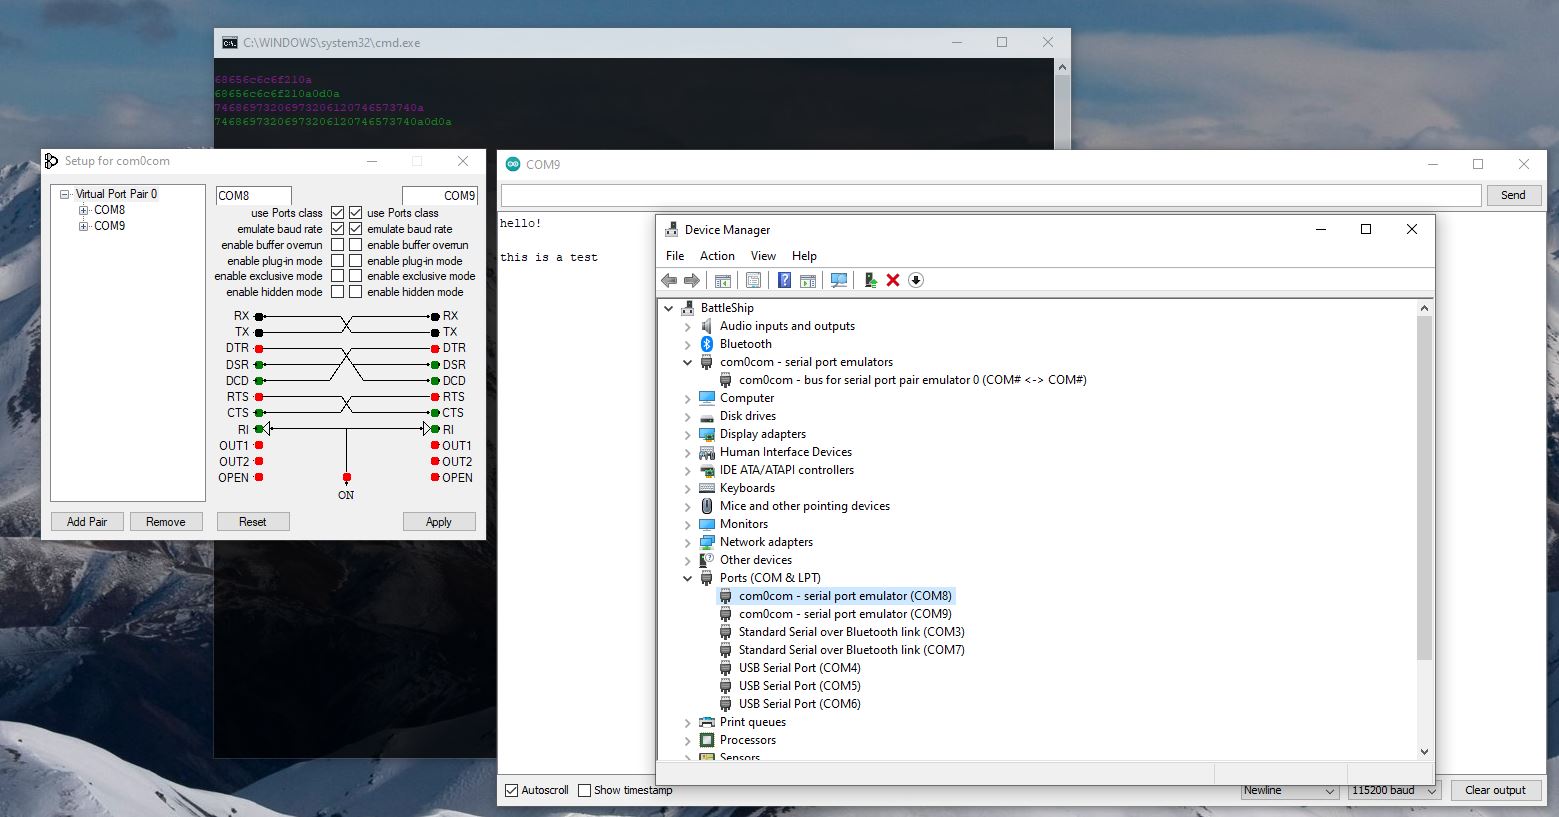 C:\WINDOWS\system32\cmd.exe
68656c6c6f210a
68656c6c6f210a0d0a
74686973206973206120746573740a
74686973206973206120746573740a0d0a
Setup for com0com
Virtual Port Pair 0
COM8
COM9
COM8 COM9
use Ports class use Ports class
emulate baud rate emulate baud rate
enable buffer overrun enable buffer overrun
enable plug-in mode enable plug-in mode
enable exclusive mode enable exclusive mode
enable hidden mode enable hidden mode
RX RX
TX TX
DTR DTR
DSR DSR
DCD DCD
RTS RTS
CTS CTS
RI RI
OUT1 OUT1
OUT2 OUT2
OPEN OPEN
ON
Add Pair Remove Reset Apply
COM9
Send
hello!
this is a test
Device Manager
File Action View Help
BattleShip
Audio inputs and outputs
Bluetooth
com0com - serial port emulators
com0com - bus for serial port pair emulator 0 (COM# <-> COM#)
Computer
Disk drives
Display adapters
Human Interface Devices
IDE ATA/ATAPI controllers
Keyboards
Mice and other pointing devices
Monitors
Network adapters
Other devices
Ports (COM & LPT)
com0com - serial port emulator (COM8)
com0com - serial port emulator (COM9)
Standard Serial over Bluetooth link (COM3)
Standard Serial over Bluetooth link (COM7)
USB Serial Port (COM4)
USB Serial Port (COM5)
USB Serial Port (COM6)
Print queues
Processors
Sensors
Autoscroll Show timestamp Newline 115200 baud Clear output